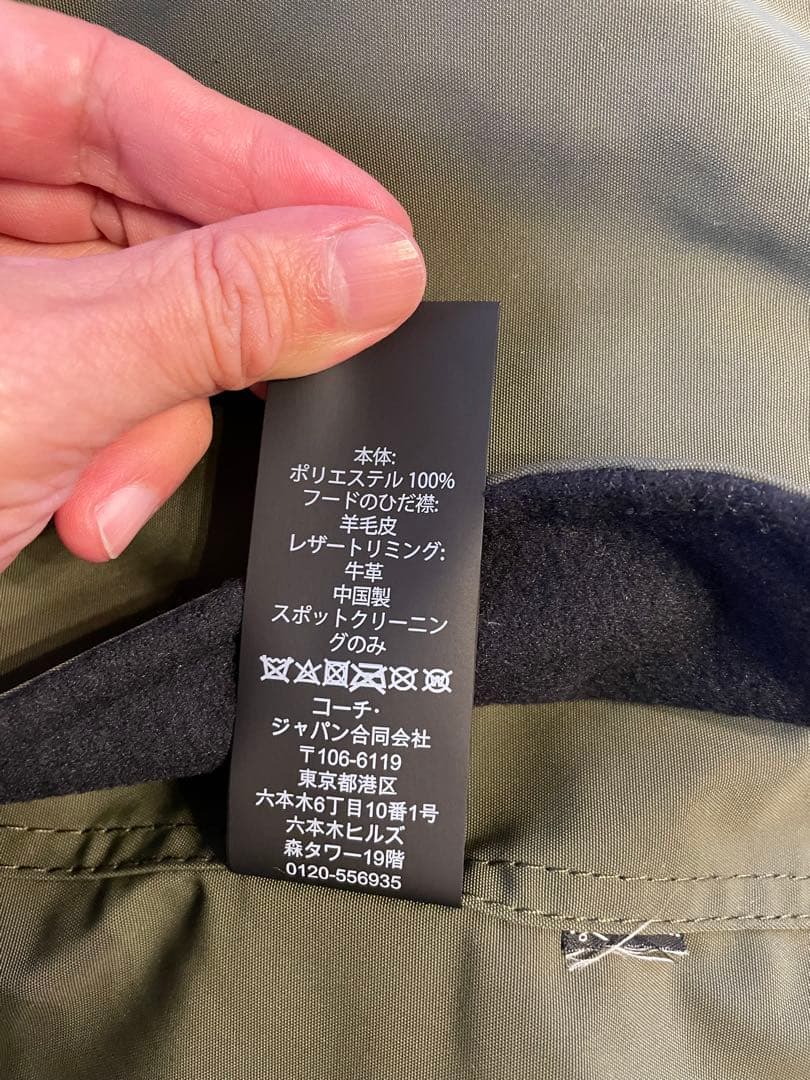 本体:
ポリエステル 100%
フードのひだ襟:
羊毛皮
レザートリミング:
牛革
中国製
スポットクリーニン
グのみ
コーチ・
ジャパン合同会社
〒106-6119
東京都港区
六本木6丁目10番1号
六本木ヒルズ
森タワー19階
0120-556935